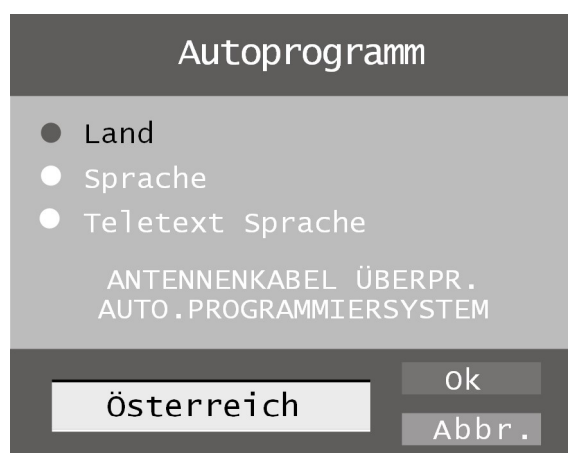 Autoprogramm
Land
Sprache
Teletext Sprache
ANTENNENKABEL ÜBERPR.
AUTO.PROGRAMMIERSYSTEM
Österreich
Ok
Abbr.